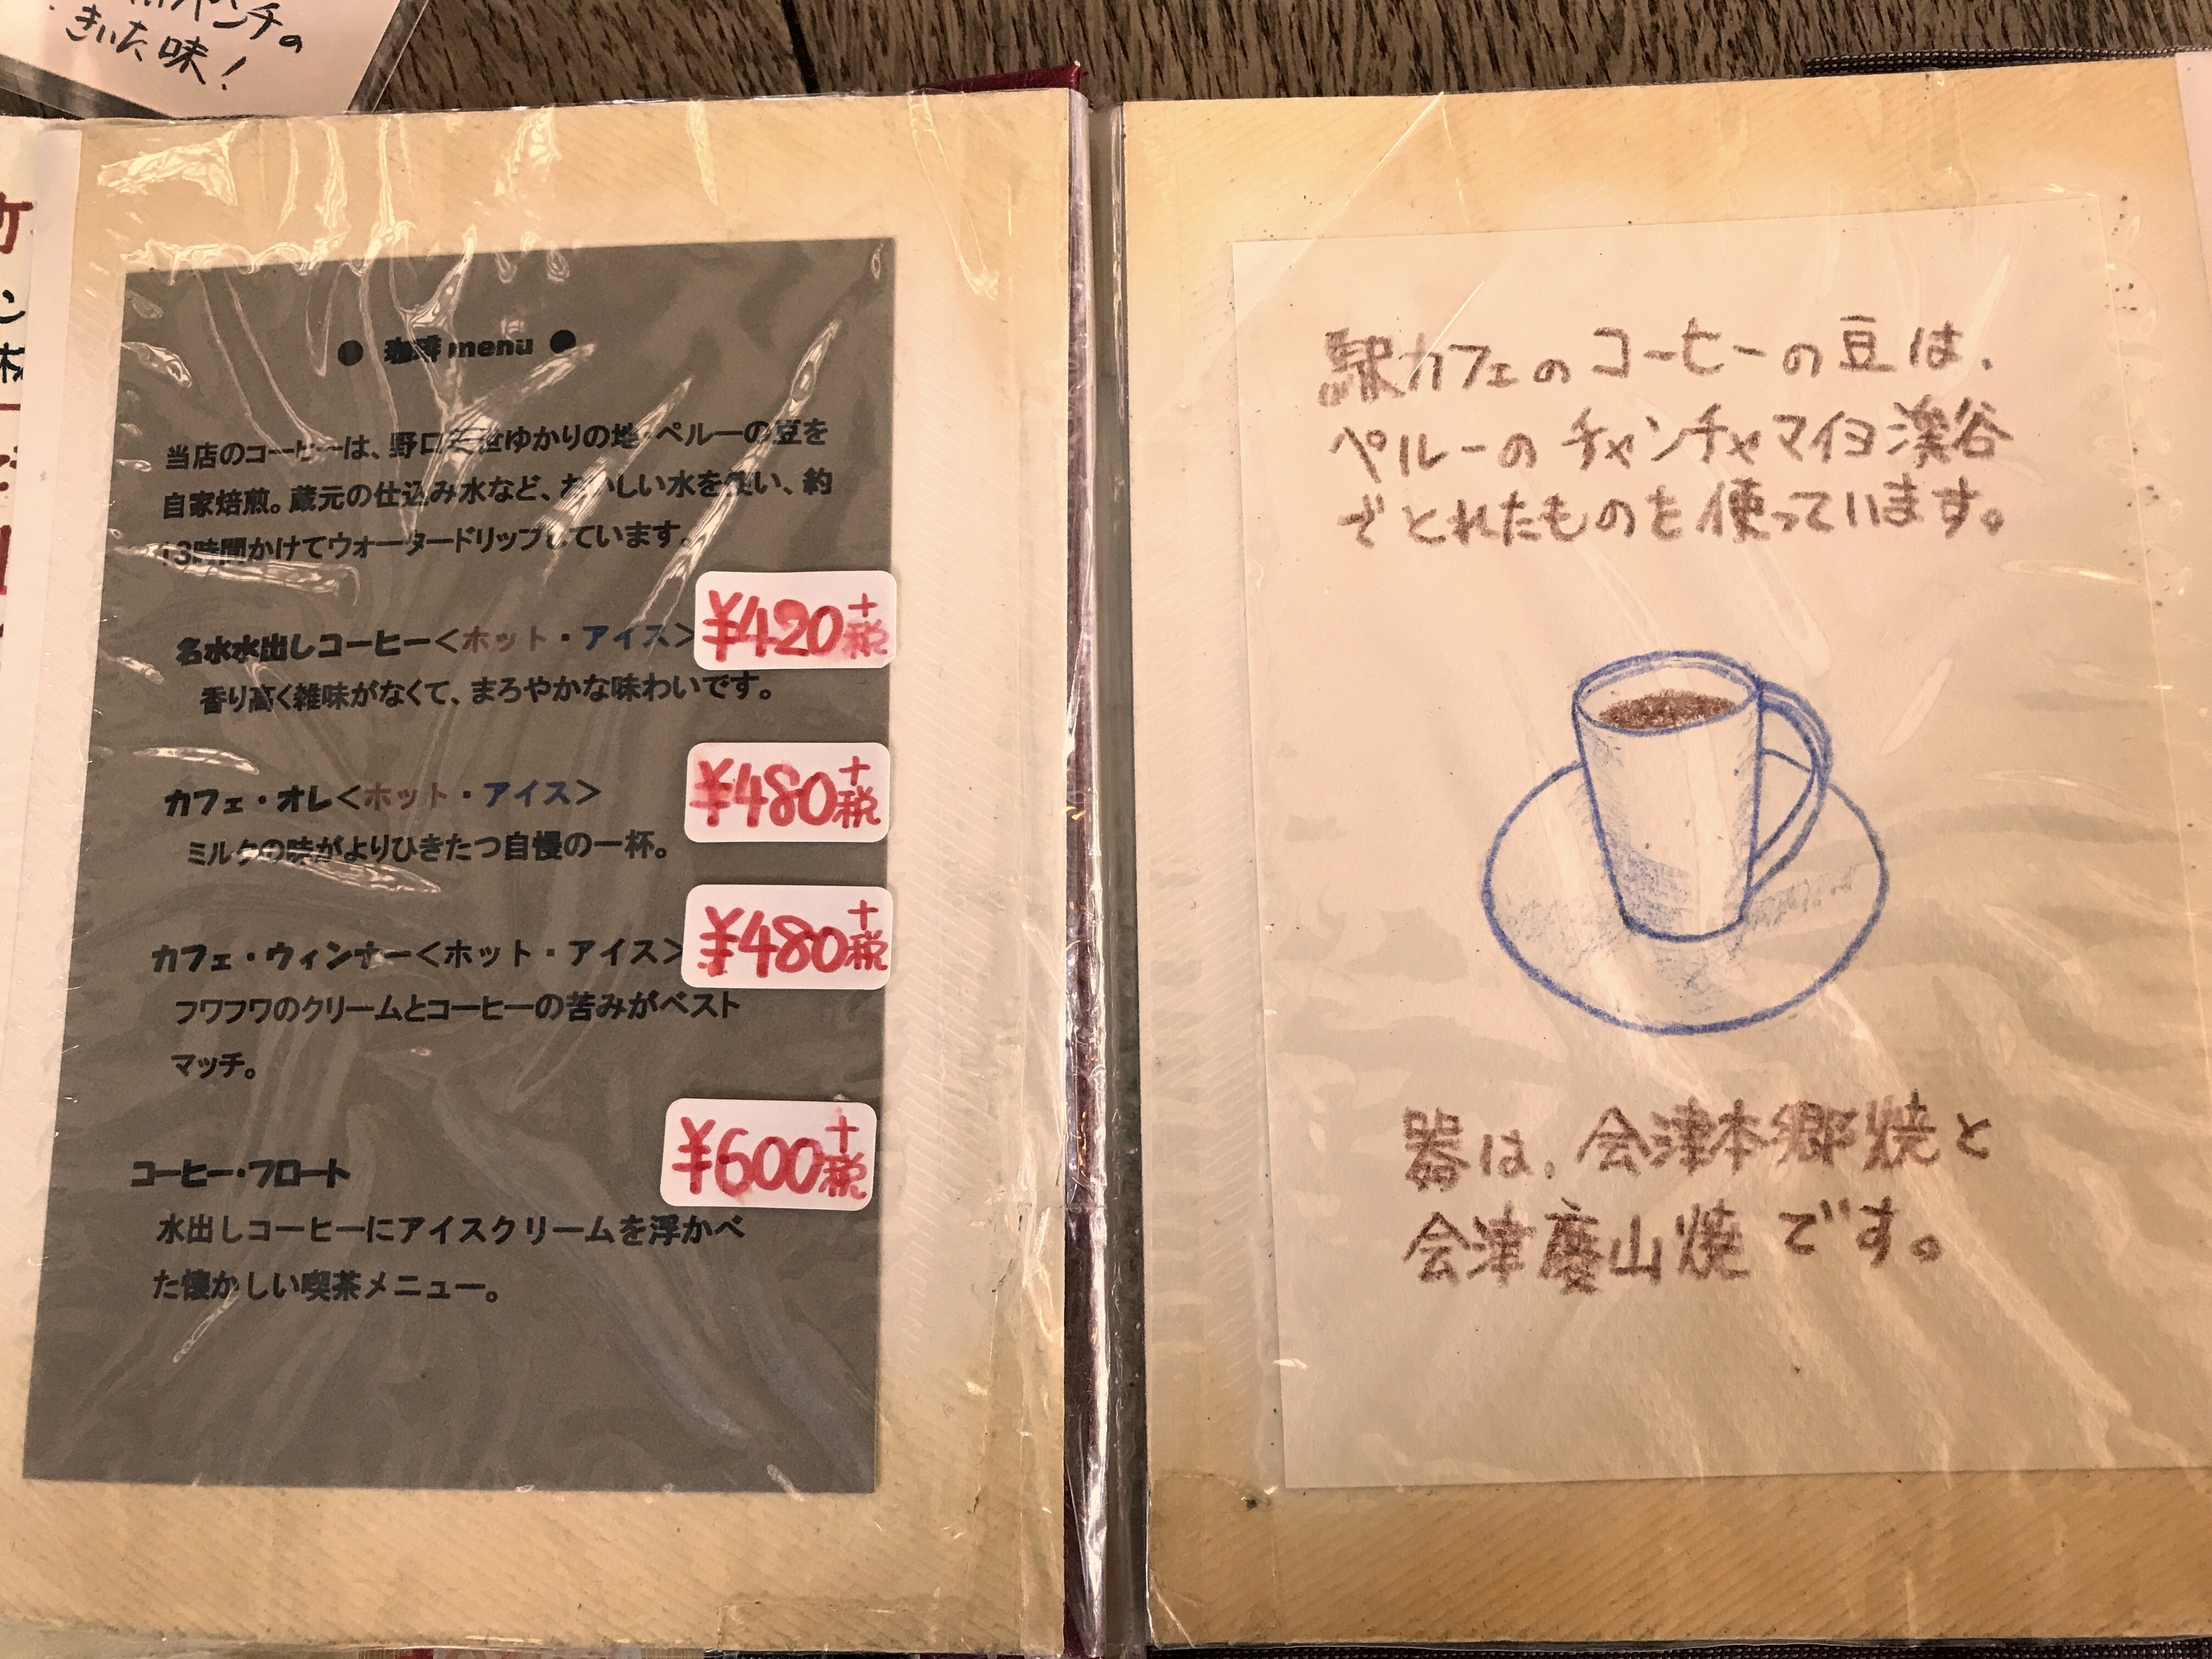 ンチの
きいた味!
● 珈琲menu ●
当店のコーヒーは、野口英世ゆかりの地・ペルーの豆を
自家焙煎。蔵元の仕込み水など、おいしい水を使い、約
13時間かけてウォータードリップしています。
名水水出しコーヒー<ホット・アイス> ¥420+税
香り高く雑味がなくて、まろやかな味わいです。
カフェ・オレ<ホット・アイス> ¥480+税
ミルクの味がよりひきたつ自慢の一杯。
カフェ・ウィンナー<ホット・アイス> ¥480+税
フワフワのクリームとコーヒーの苦みがベスト
マッチ。
コーヒー・フロート ¥600+税
水出しコーヒーにアイスクリームを浮かべ
た懐かしい喫茶メニュー。
駅カフェのコーヒーの豆は、
ペルーのチャンチャマイヨ渓谷
でとれたものを使っています。
器は、会津本郷焼と
会津慶山焼です。